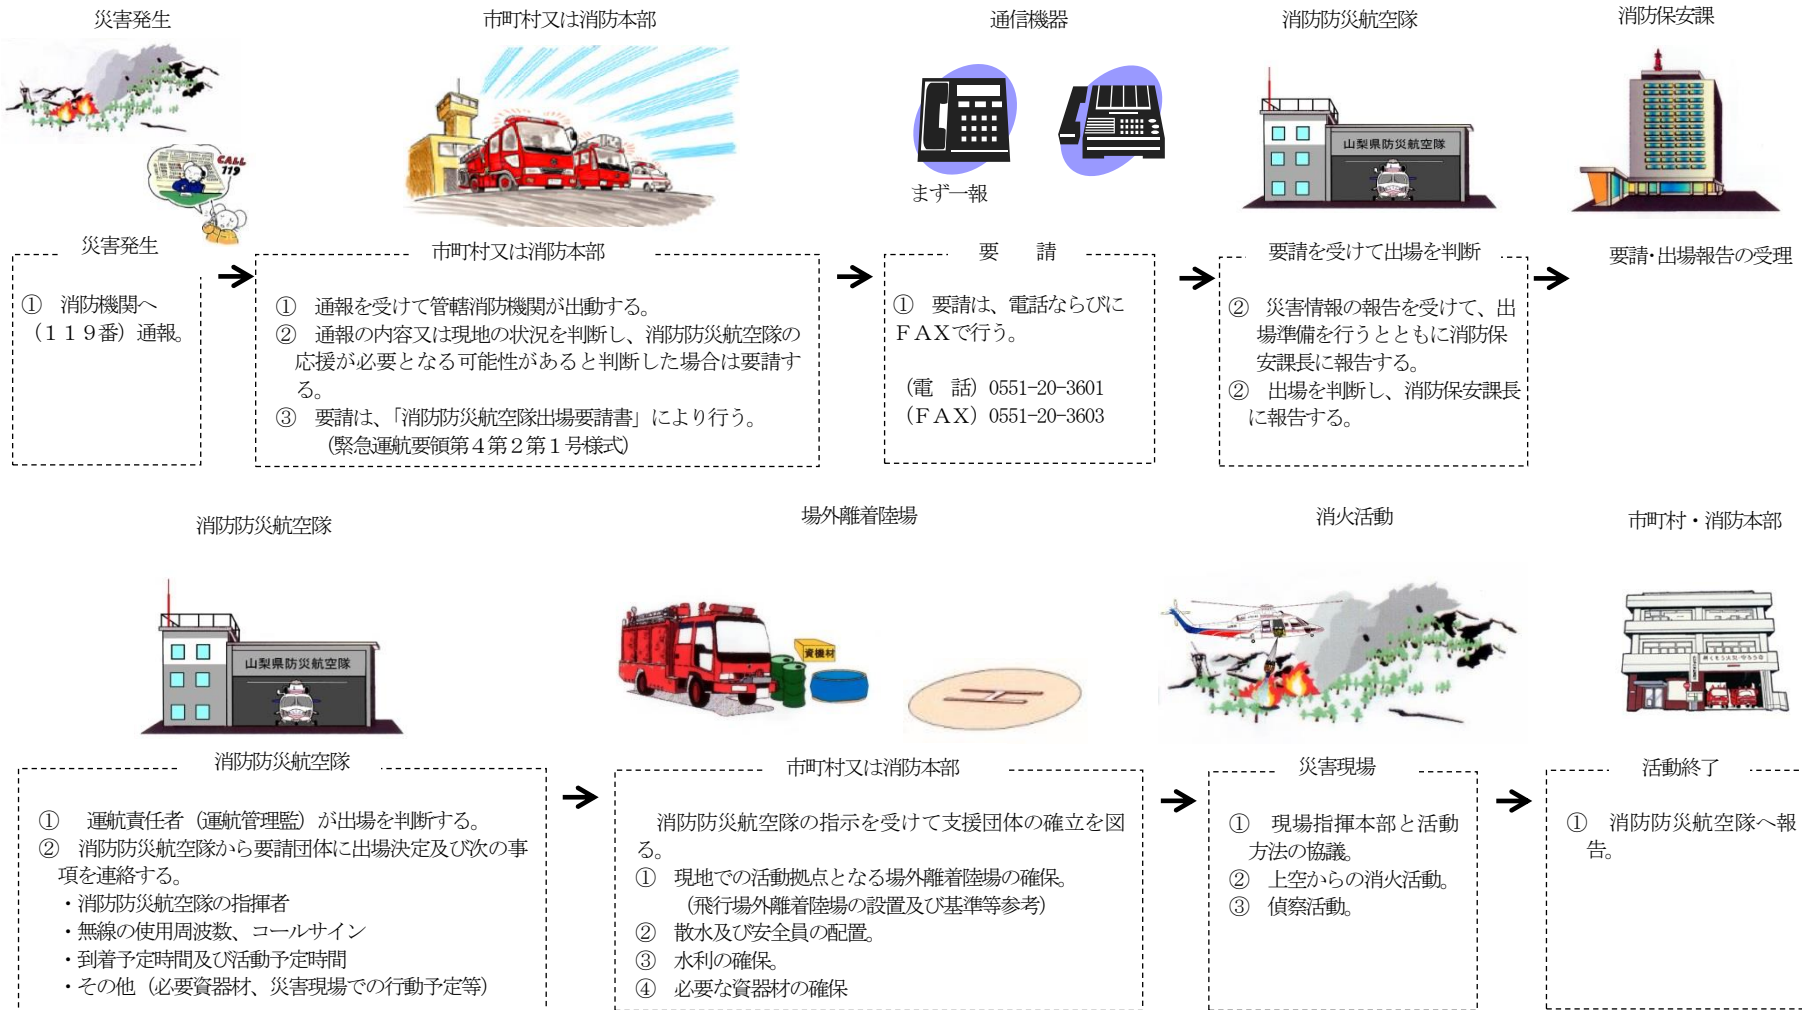 災害発生
市町村又は消防本部
通信機器
消防防災航空隊
消防保安課
CALL
119
まず一報
山梨県防災航空隊
災害発生
① 消防機関へ
（１１９番）通報。
市町村又は消防本部
① 通報を受けて管轄消防機関が出動する。
② 通報の内容又は現地の状況を判断し、消防防災航空隊の
応援が必要となる可能性があると判断した場合は要請す
る。
③ 要請は、「消防防災航空隊出場要請書」により行う。
（緊急運航要領第４第２第１号様式）
要　請
① 要請は、電話ならびに
ＦＡＸで行う。
（電　話）0551-20-3601
（ＦＡＸ）0551-20-3603
要請を受けて出場を判断
② 災害情報の報告を受けて、出
場準備を行うとともに消防保
安課長に報告する。
② 出場を判断し、消防保安課長
に報告する。
要請・出場報告の受理
消防防災航空隊
場外離着陸場
消火活動
市町村・消防本部
山梨県防災航空隊
資機材
消防防災航空隊
① 運航責任者（運航管理監）が出場を判断する。
② 消防防災航空隊から要請団体に出場決定及び次の事
項を連絡する。
・消防防災航空隊の指揮者
・無線の使用周波数、コールサイン
・到着予定時間及び活動予定時間
・その他（必要資器材、災害現場での行動予定等）
市町村又は消防本部
消防防災航空隊の指示を受けて支援団体の確立を図
る。
① 現地での活動拠点となる場外離着陸場の確保。
（飛行場外離着陸場の設置及び基準等参考）
② 散水及び安全員の配置。
③ 水利の確保。
④ 必要な資器材の確保
災害現場
① 現場指揮本部と活動
方法の協議。
② 上空からの消火活動。
③ 偵察活動。
活動終了
① 消防防災航空隊へ報
告。